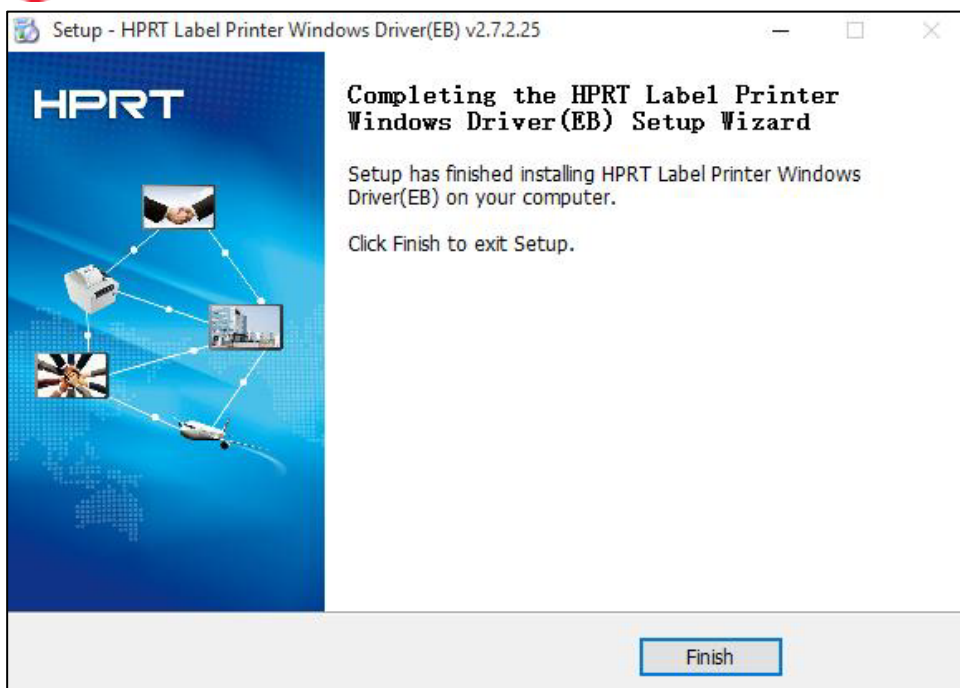 Setup - HPRT Label Printer Windows Driver(EB) v2.7.2.25
HPRT
Completing the HPRT Label Printer
Windows Driver(EB) Setup Wizard
Setup has finished installing HPRT Label Printer Windows
Driver(EB) on your computer.
Click Finish to exit Setup.
Finish